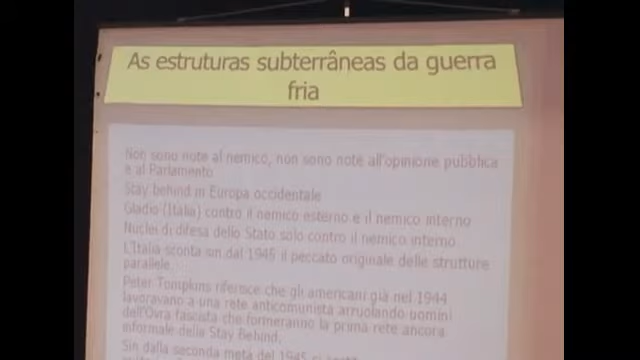 As estruturas subterrâneas da guerra
fria
Non sono note al nemico, non sono note all'opinione pubblica
e al Parlamento
Stay behind in Europa occidentale
Gladio (Italia) contro il nemico esterno e il nemico interno
Nuclei di difesa dello Stato solo contro il nemico interno
L'Italia sconta sin dal 1945 il peccato originale delle strutture
parallele.
Peter Tompkins riferisce che gli americani già nel 1944
lavoravano a una rete anticomunista arruolando uomini
dell'Ovra fascista che formeranno la prima rete ancora
informale della Stay Behind.
Sin dalla seconda metà del 1945 si